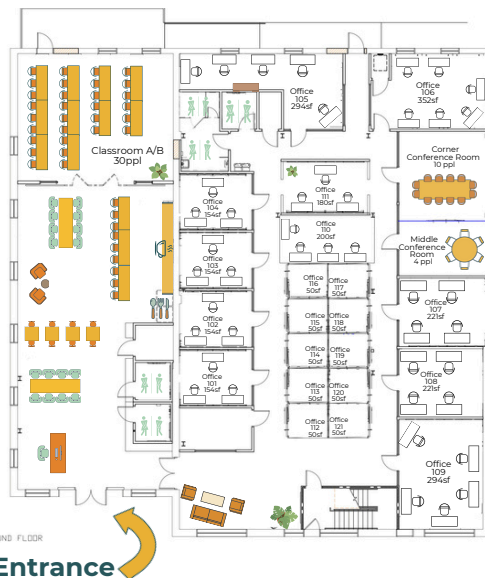 Office
105
294sf
Office
106
352sf
Classroom A/B
30ppl
Corner
Conference Room
10 ppl
Office
111
180sf
Office
104
154sf
Office
110
200sf
Middle
Conference
Room
4 ppl
Office
103
154sf
Office
116
50sf
Office
117
50sf
Office
115
50sf
Office
118
50sf
Office
102
154sf
Office
107
221sf
Office
114
50sf
Office
119
50sf
Office
101
154sf
Office
113
50sf
Office
120
50sf
Office
108
221sf
Office
112
50sf
Office
121
50sf
Office
109
294sf
FLOOR
Entrance